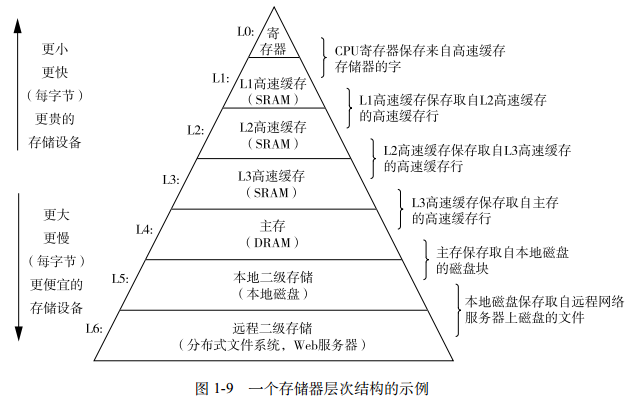 L0:
寄
存器
CPU寄存器保存来自高速缓存
存储器的字
更小
更快
（每字节）
更贵的
存储设备
L1:
L1高速缓存
（SRAM）
L1高速缓存保存取自L2高速缓存
的高速缓存行
L2:
L2高速缓存
（SRAM）
L2高速缓存保存取自L3高速缓存
的高速缓存行
L3:
L3高速缓存
（SRAM）
L3高速缓存保存取自主存
的高速缓存行
更大
更慢
（每字节）
更便宜的
存储设备
L4:
主存
（DRAM）
主存保存取自本地磁盘
的磁盘块
L5:
本地二级存储
（本地磁盘）
本地磁盘保存取自远程网络
服务器上磁盘的文件
L6:
远程二级存储
（分布式文件系统，Web服务器）
图 1-9 一个存储器层次结构的示例